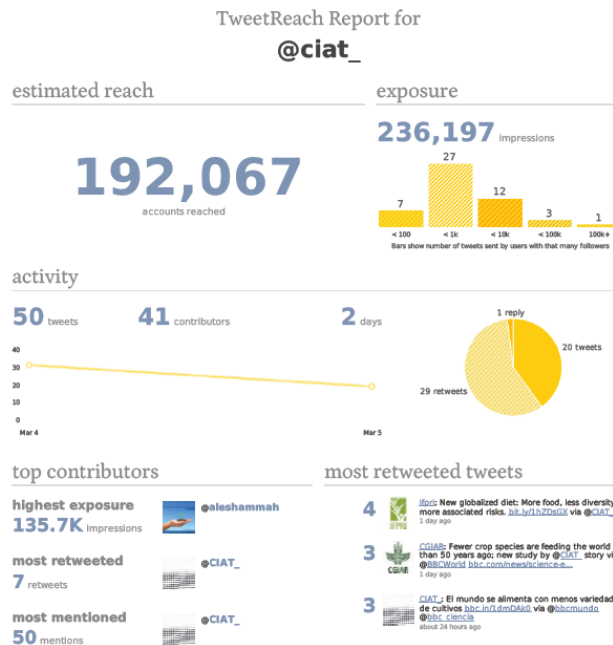 TweetReach Report for
@ciat_
estimated reach
192,067
accounts reached
exposure
236,197 impressions
7
27
12
3
1
< 100
< 1k
< 10k
< 100k
100k+
Bars show number of tweets sent by users with that many followers
activity
50 tweets
41 contributors
2 days
40
30
20
10
0
Mar 4
Mar 5
1 reply
20 tweets
29 retweets
top contributors
highest exposure
135.7K impressions
@aleshammah
most retweeted
7 retweets
@CIAT_
most mentioned
50 mentions
@CIAT_
most retweeted tweets
4
IFPRI
ifpri: New globalized diet: More food, less diversity
more associated risks. bit.ly/1hZDsGX via @CIAT_
1 day ago
3
CGIAR
CGIAR: Fewer crop species are feeding the world
than 50 years ago; new study by @CIAT_ story vi
@BBCWorld bbc.com/news/science-e...
1 day ago
3
CIAT_: El mundo se alimenta con menos variedad
de cultivos bbc.in/1dmDAk0 via @bbcmundo
@bbc_ciencia
about 24 hours ago